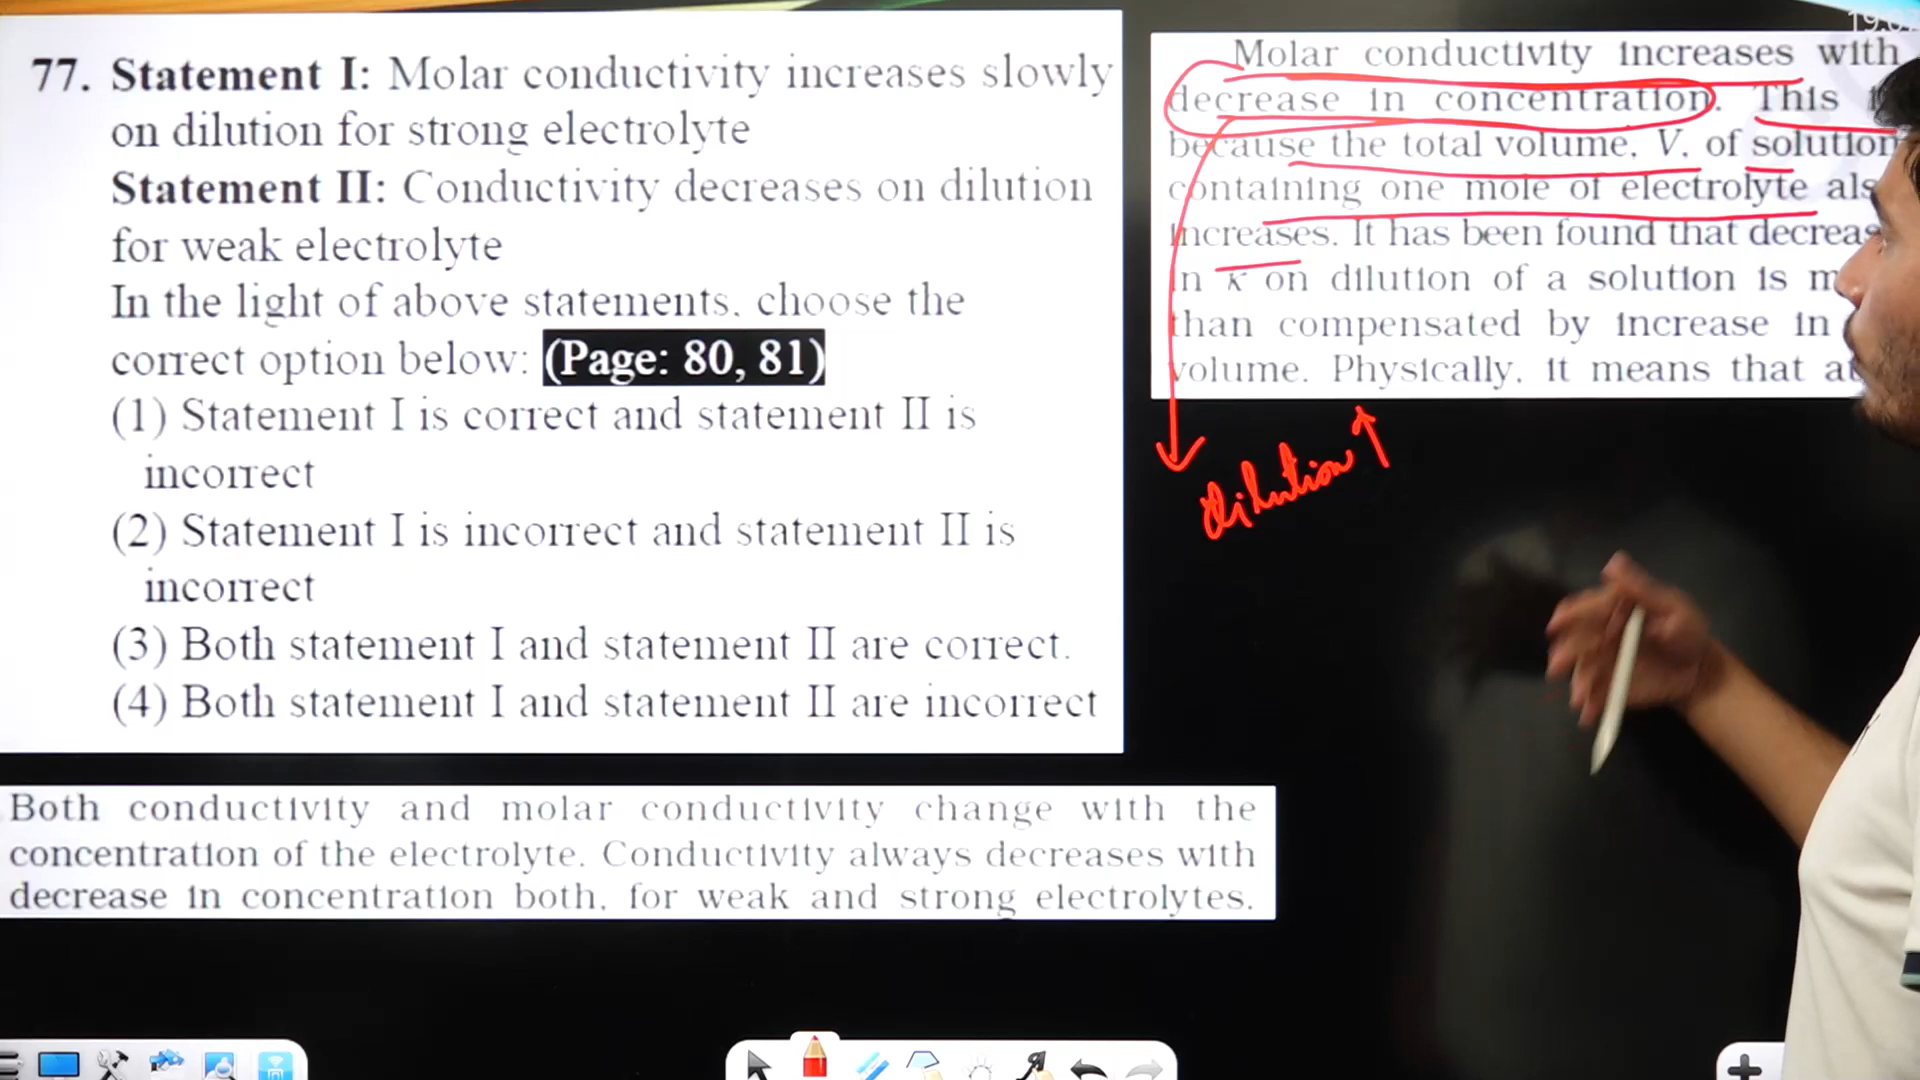 77. Statement I: Molar conductivity increases slowly
on dilution for strong electrolyte
Statement II: Conductivity decreases on dilution
for weak electrolyte
In the light of above statements, choose the
correct option below: (Page: 80, 81)
(1) Statement I is correct and statement II is
incorrect
(2) Statement I is incorrect and statement II is
incorrect
(3) Both statement I and statement II are correct.
(4) Both statement I and statement II are incorrect
Molar conductivity increases with
decrease in concentration. This
because the total volume, V, of solution
containing one mole of electrolyte
increases. It has been found that
in κ on dilution of a solution is
than compensated by increase in
volume. Physically, it means that
dilution ↑
Both conductivity and molar conductivity change with the
concentration of the electrolyte. Conductivity always decreases with
decrease in concentration both, for weak and strong electrolytes.